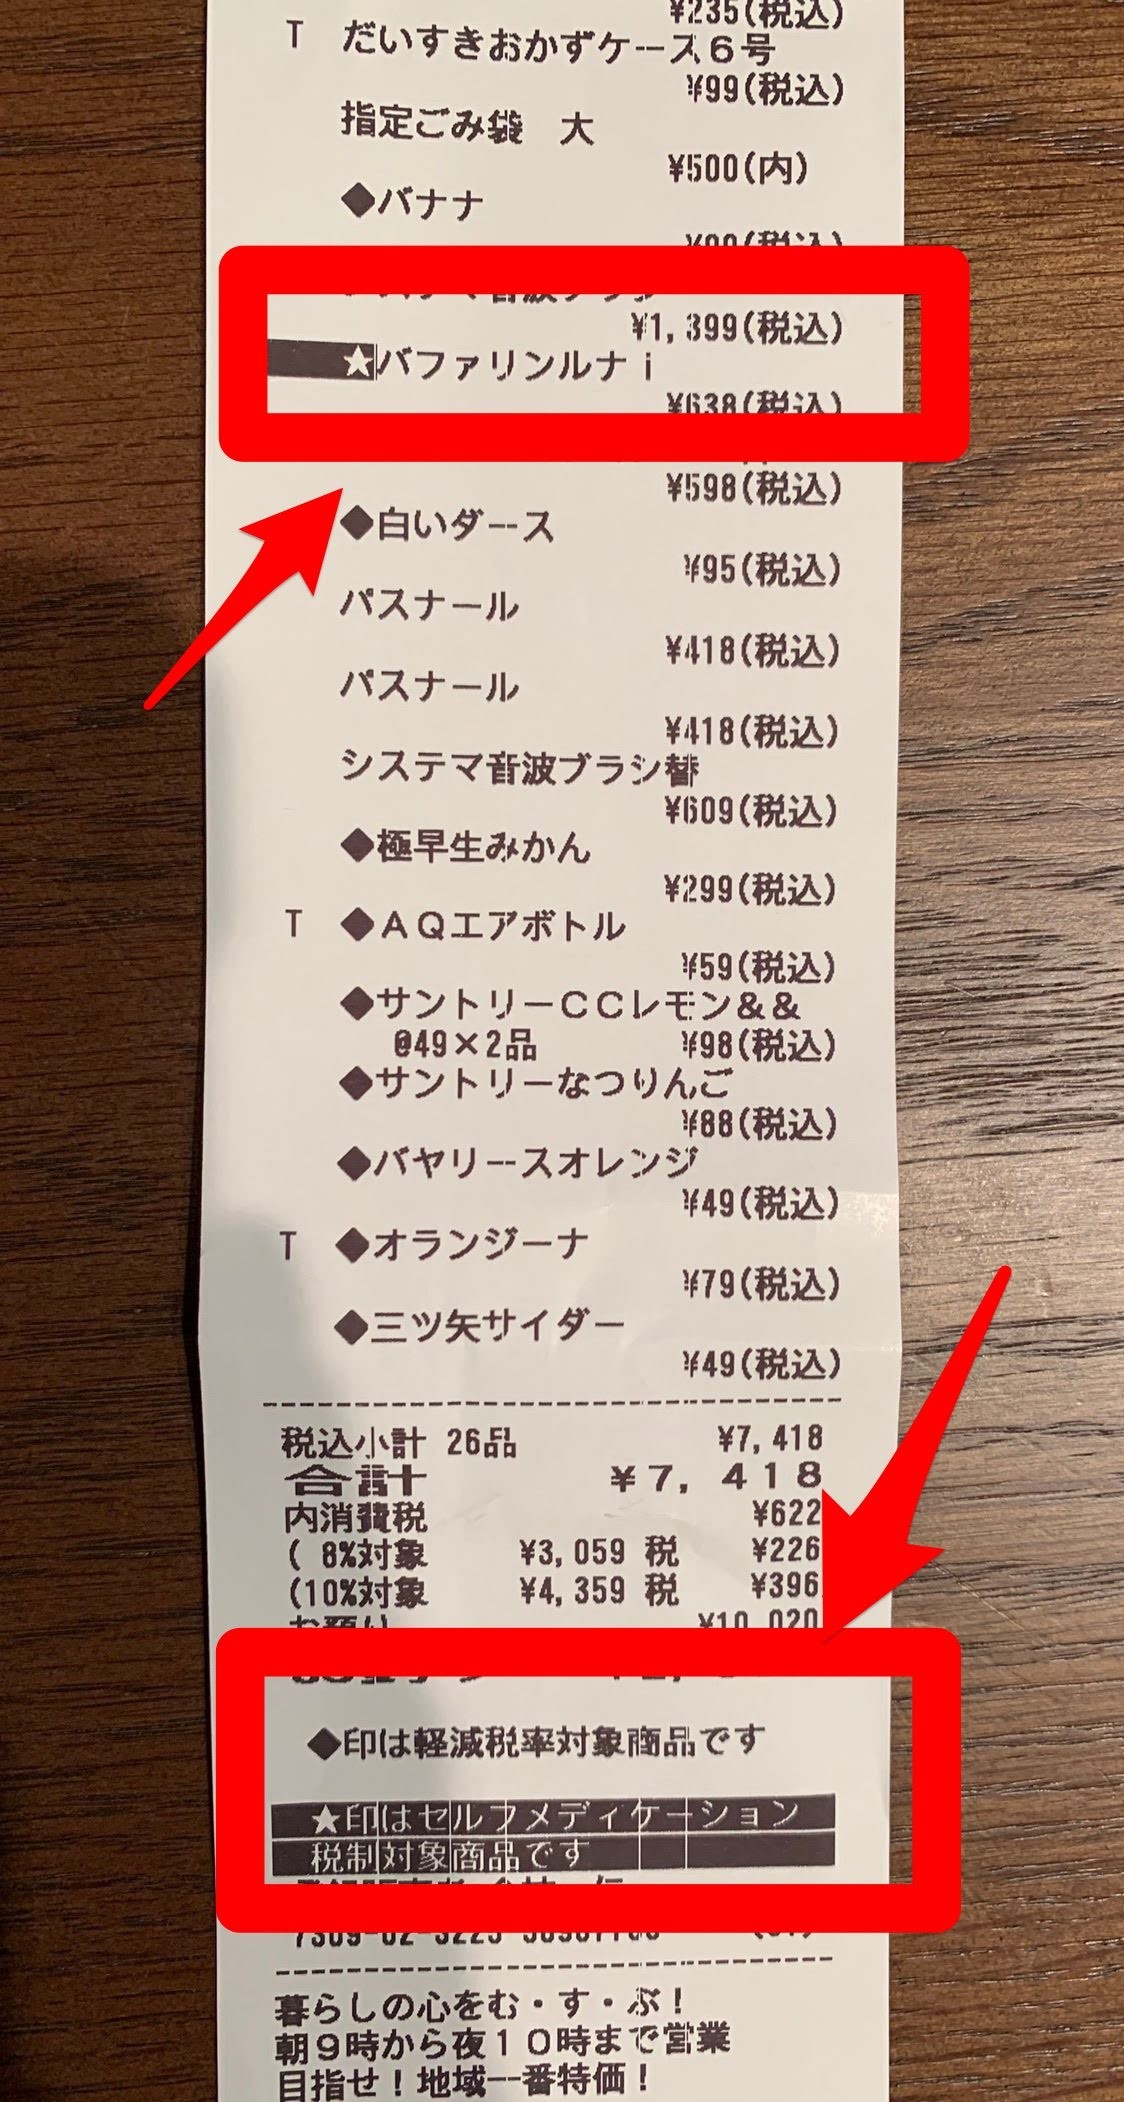 ¥235(税込)
T だいすきおかずケース6号
¥99(税込)
指定ごみ袋 大
¥500(内)
◆バナナ
¥1,399(税込)
★バファリンルナi
¥638(税込)
¥598(税込)
◆白いダース
¥95(税込)
パスナール
¥418(税込)
パスナール
¥418(税込)
システマ音波ブラシ替
¥609(税込)
◆極早生みかん
¥299(税込)
T ◆AQエアボトル
¥59(税込)
◆サントリーCCレモン&&
@49×2品 ¥98(税込)
◆サントリーなつりんご
¥88(税込)
◆バヤリースオレンジ
¥49(税込)
T ◆オランジーナ
¥79(税込)
◆三ツ矢サイダー
¥49(税込)
税込小計 26品 ¥7,418
合計 ¥7,418
内消費税 ¥622
( 8%対象 ¥3,059 税 ¥226
(10%対象 ¥4,359 税 ¥396
お預り ¥10,020
◆印は軽減税率対象商品です
★印はセルフメディケーション
税制対象商品です
暮らしの心をむ・す・ぶ!
朝9時から夜10時まで営業
目指せ!地域一番特価!